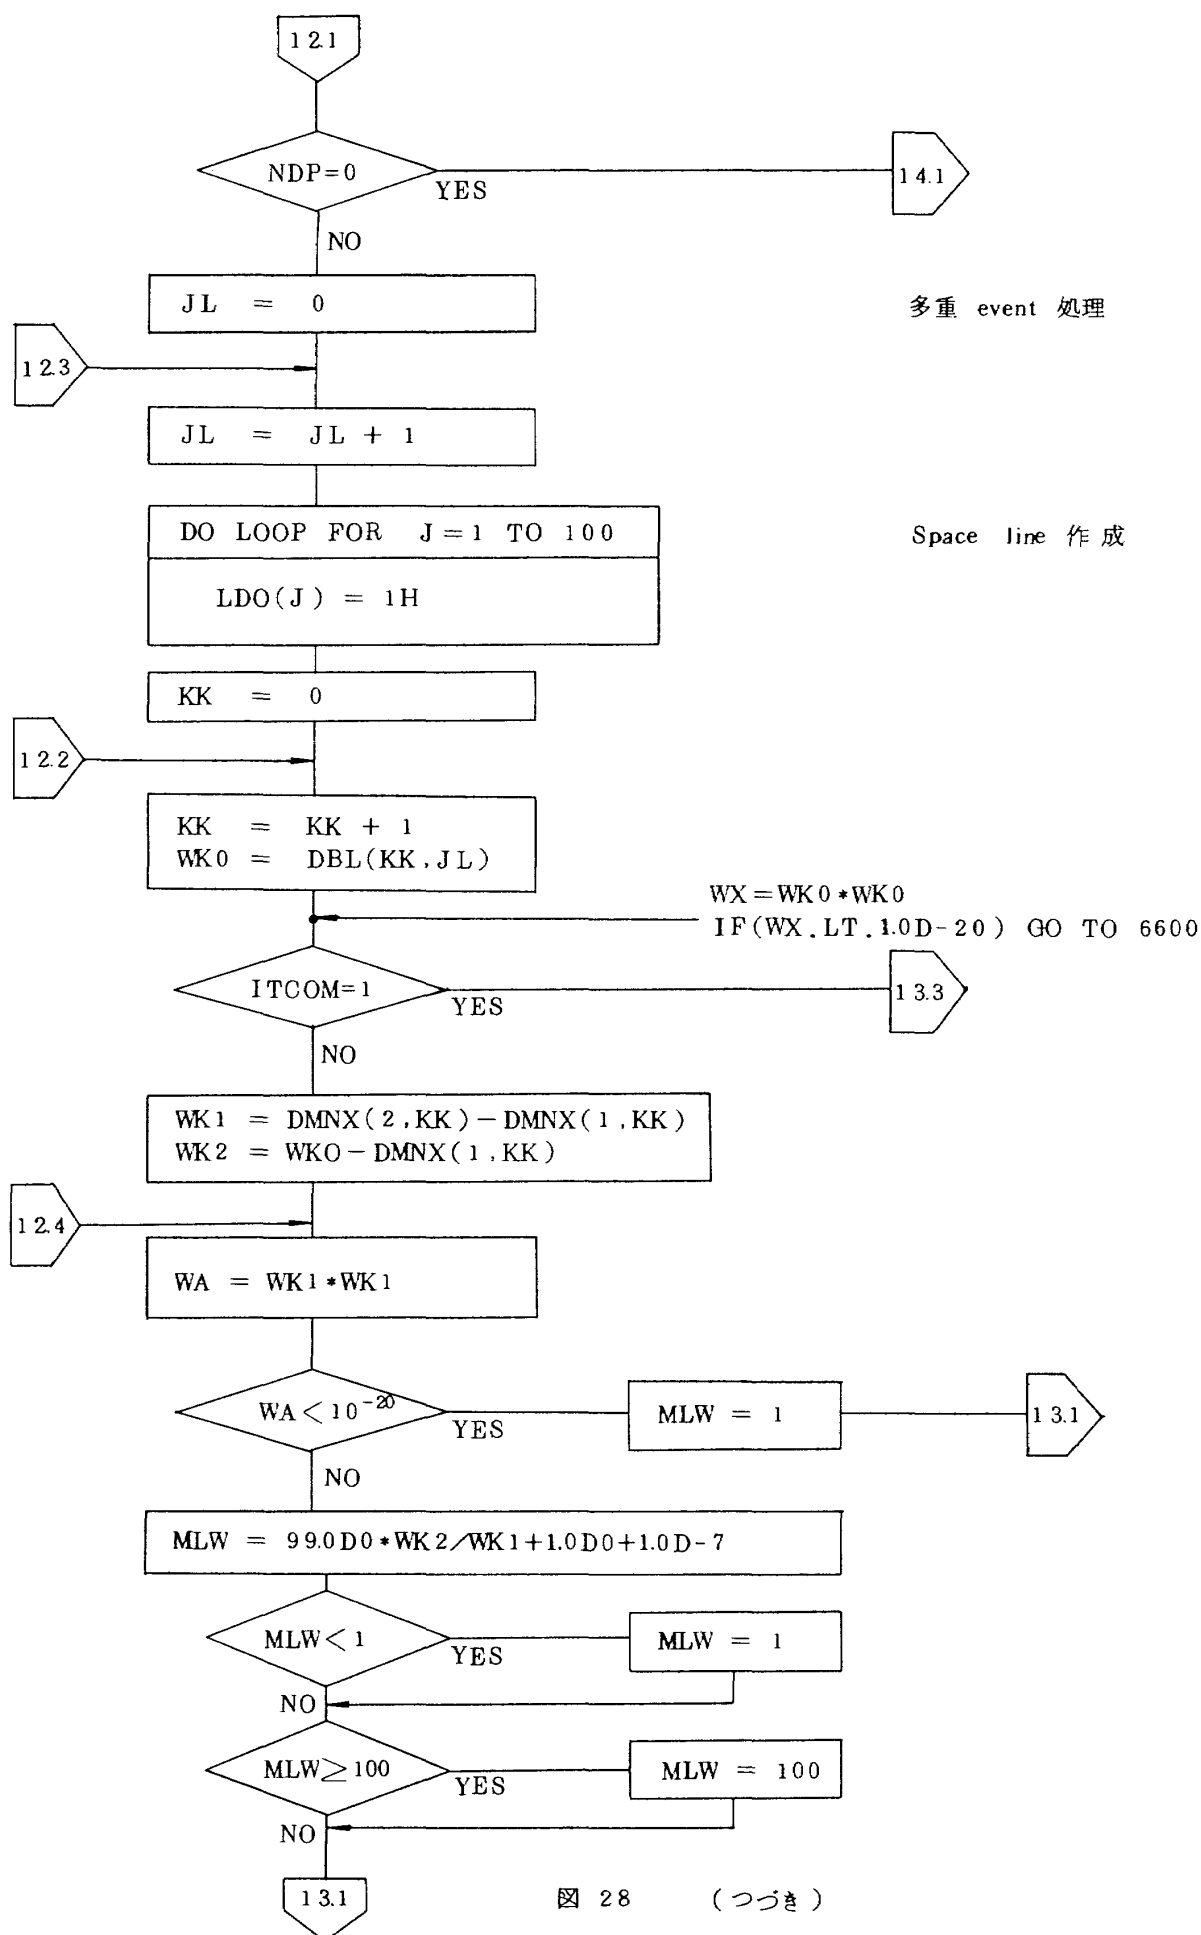 12.1
NDP=0
YES
14.1
NO
JL = 0
多重 event 処理
12.3
JL = JL + 1
DO LOOP FOR J=1 TO 100
Space line 作成
LDO(J) = 1H
KK = 0
12.2
KK = KK + 1
WK0 = DBL(KK,JL)
WX=WK0*WK0
IF(WX.LT.1.0D-20) GO TO 6600
ITCOM=1
YES
13.3
NO
WK1 = DMNX(2,KK)-DMNX(1,KK)
WK2 = WKO-DMNX(1,KK)
12.4
WA = WK1*WK1
WA<10⁻²⁰
YES
MLW = 1
13.1
NO
MLW = 99.0D0*WK2/WK1+1.0D0+1.0D-7
MLW<1
YES
MLW = 1
NO
MLW≥100
YES
MLW = 100
NO
13.1
図 28 (つづき)